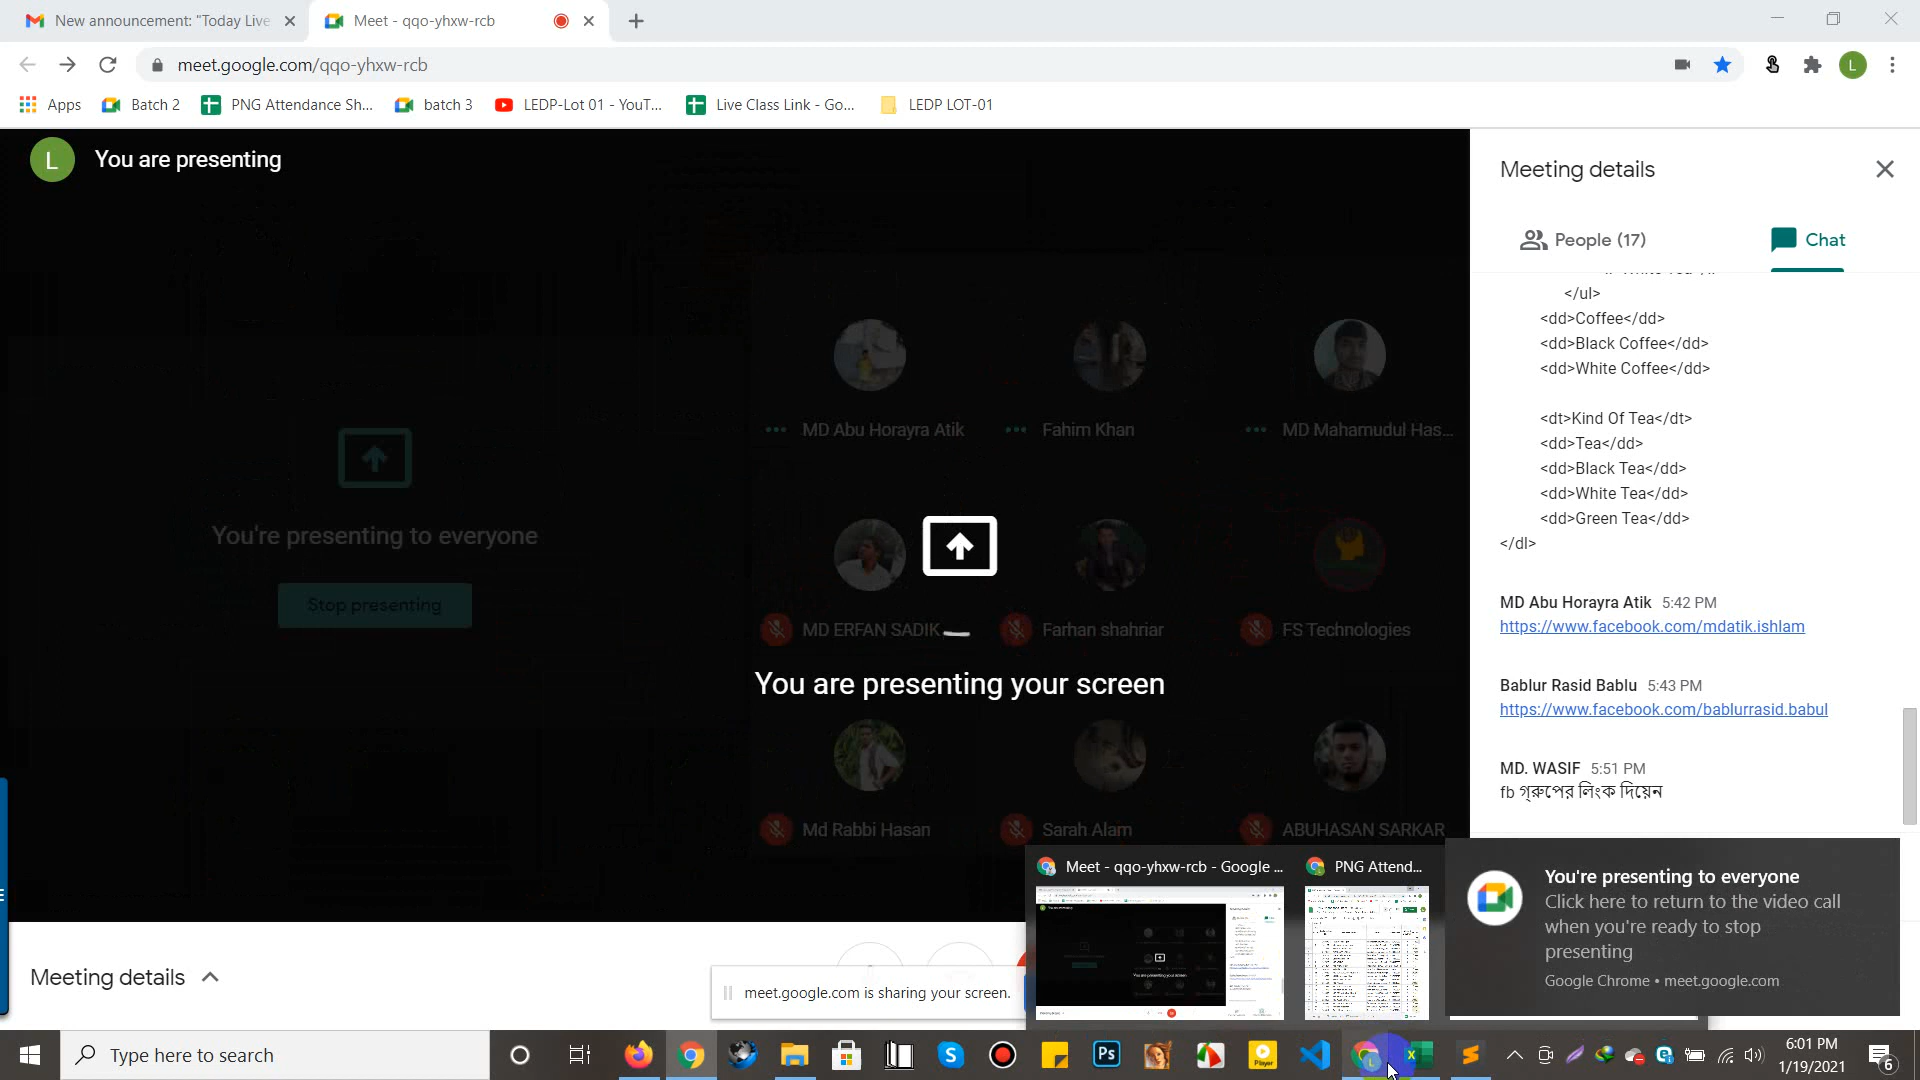 New announcement: "Today Live
Meet - qqo-yhxw-rcb
meet.google.com/qqo-yhxw-rcb
L
Apps
Batch 2
PNG Attendance Sh...
batch 3
LEDP-Lot 01 - YouT...
Live Class Link - Go...
LEDP LOT-01
L
You are presenting
Meeting details
People (17)
Chat
</ul>
<dd>Coffee</dd>
<dd>Black Coffee</dd>
<dd>White Coffee</dd>
<dt>Kind Of Tea</dt>
<dd>Tea</dd>
<dd>Black Tea</dd>
<dd>White Tea</dd>
<dd>Green Tea</dd>
</dl>
MD Abu Horayra Atik 5:42 PM
https://www.facebook.com/mdatik.ishlam
Bablur Rasid Bablu 5:43 PM
https://www.facebook.com/bablurrasid.babul
MD. WASIF 5:51 PM
fb গ্রুপের লিংক দিয়েন
MD Abu Horayra Atik
Fahim Khan
MD Mahamudul Has...
You're presenting to everyone
Stop presenting
MD ERFAN SADIK
Farhan shahriar
FS Technologies
You are presenting your screen
Md Rabbi Hasan
Sarah Alam
ABUHASAN SARKAR
Meet - qqo-yhxw-rcb - Google ...
PNG Attend...
You're presenting to everyone
Click here to return to the video call
when you're ready to stop
presenting
Google Chrome • meet.google.com
Meeting details
meet.google.com is sharing your screen.
Type here to search
Ps
Player
6:01 PM
1/19/2021
6